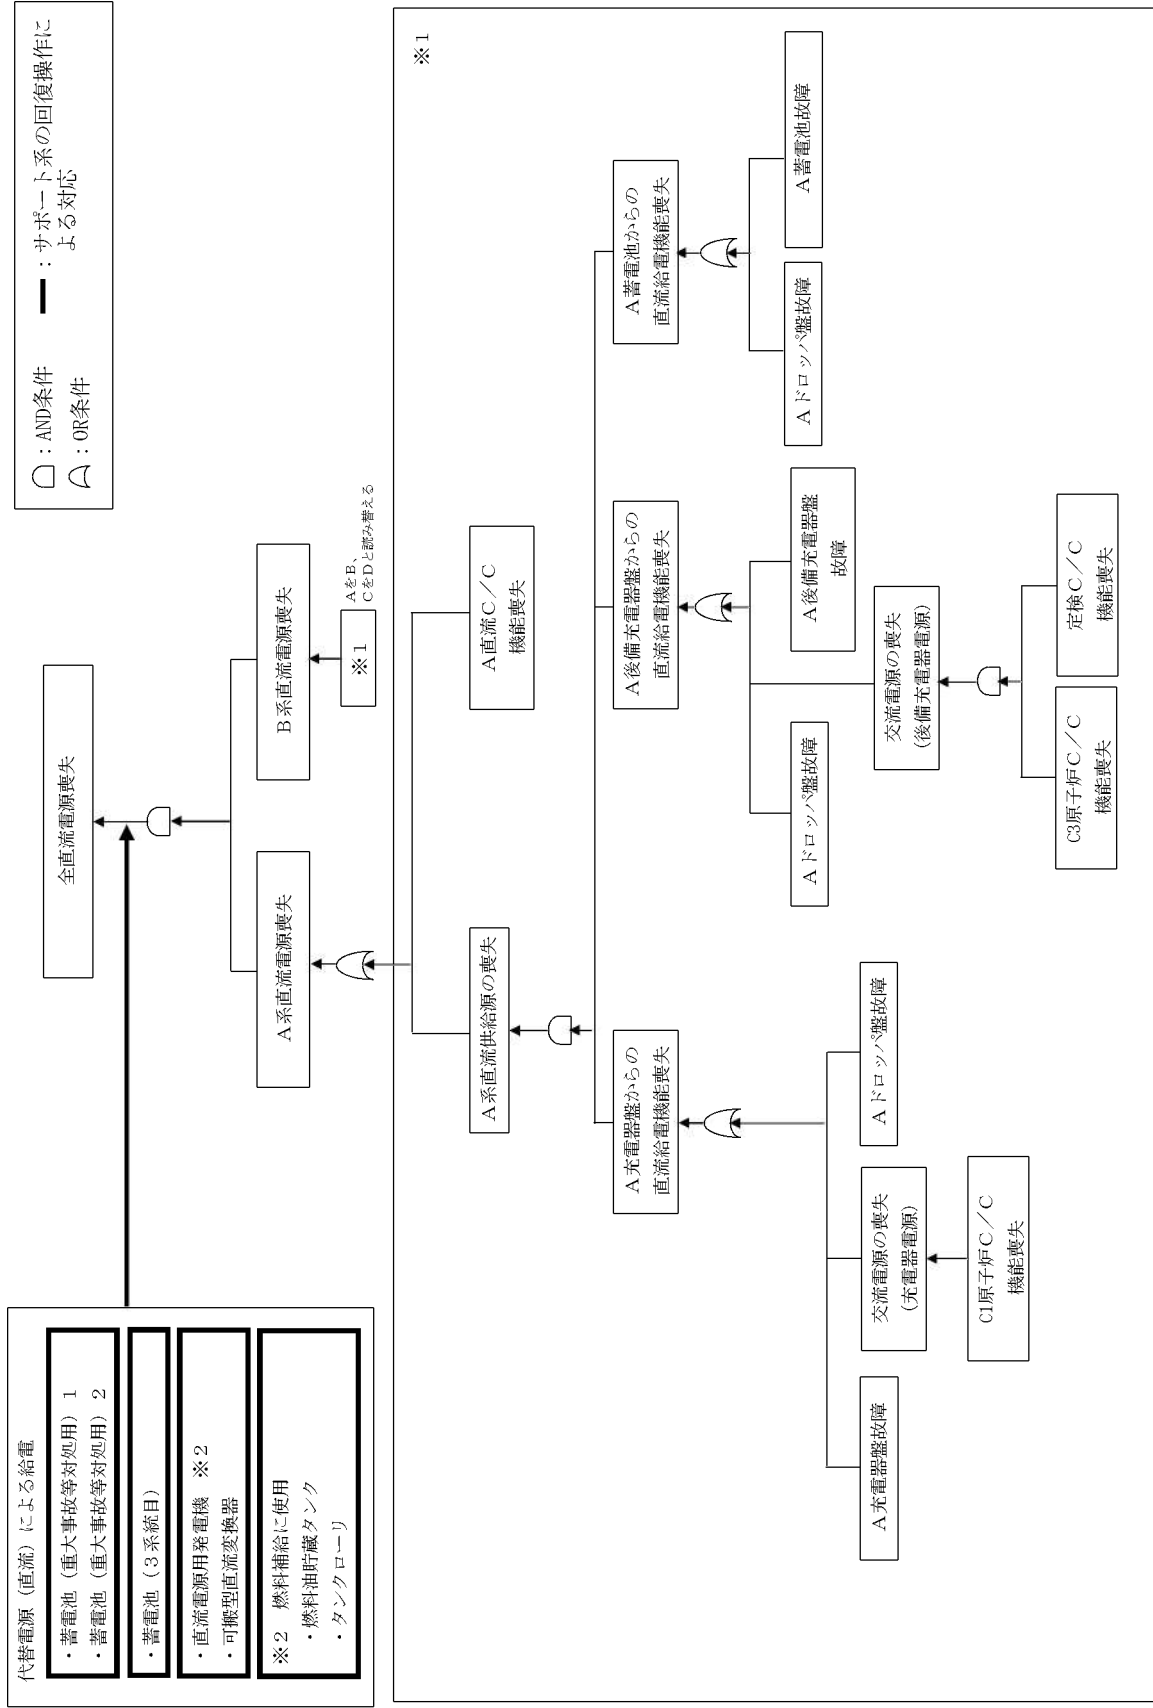 代替電源（直流）による給電
・蓄電池（重大事故等対処用）１
・蓄電池（重大事故等対処用）２
・蓄電池（３系統目）
・直流電源用発電機　※２
・可搬型直流変換器
※２　燃料補給に使用
・燃料油貯蔵タンク
・タンクローリ
：AND条件
：OR条件
：サポート系の回復操作に
よる対応
全直流電源喪失
Ａ系直流電源喪失
Ｂ系直流電源喪失
※１
AをB、
CをDと読み替える
※１
Ａ系直流供給源の喪失
Ａ直流Ｃ／Ｃ
機能喪失
Ａ充電器盤からの
直流給電機能喪失
Ａ後備充電器盤からの
直流給電機能喪失
Ａ蓄電池からの
直流給電機能喪失
Ａ充電器盤故障
交流電源の喪失
（充電器電源）
Ａドロッパ盤故障
C1原子炉Ｃ／Ｃ
機能喪失
Ａドロッパ盤故障
交流電源の喪失
（後備充電器電源）
Ａ後備充電器盤
故障
C3原子炉Ｃ／Ｃ
機能喪失
定検Ｃ／Ｃ
機能喪失
Ａドロッパ盤故障
Ａ蓄電池故障